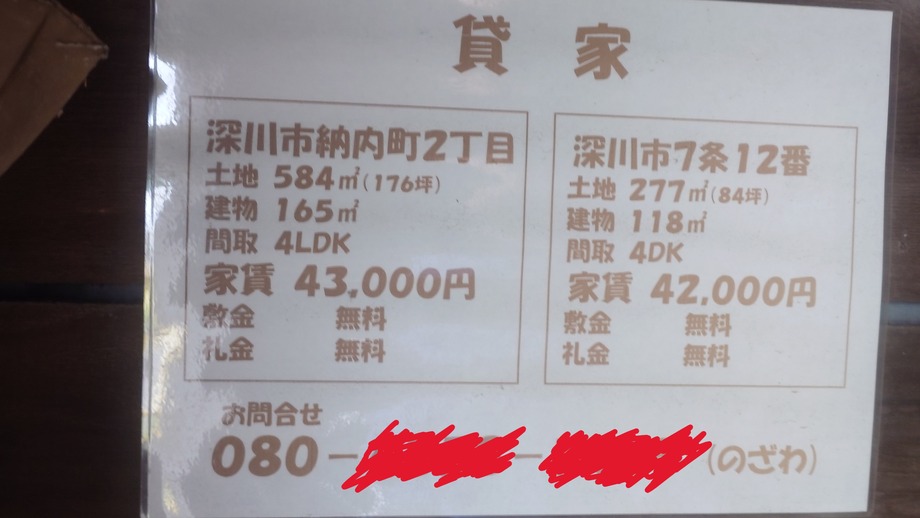 貸家
深川市納内町2丁目
土地 584㎡(176坪)
建物 165㎡
間取 4LDK
家賃 43,000円
敷金 無料
礼金 無料
深川市7条12番
土地 277㎡(84坪)
建物 118㎡
間取 4DK
家賃 42,000円
敷金 無料
礼金 無料
お問合せ
080--(のざわ)